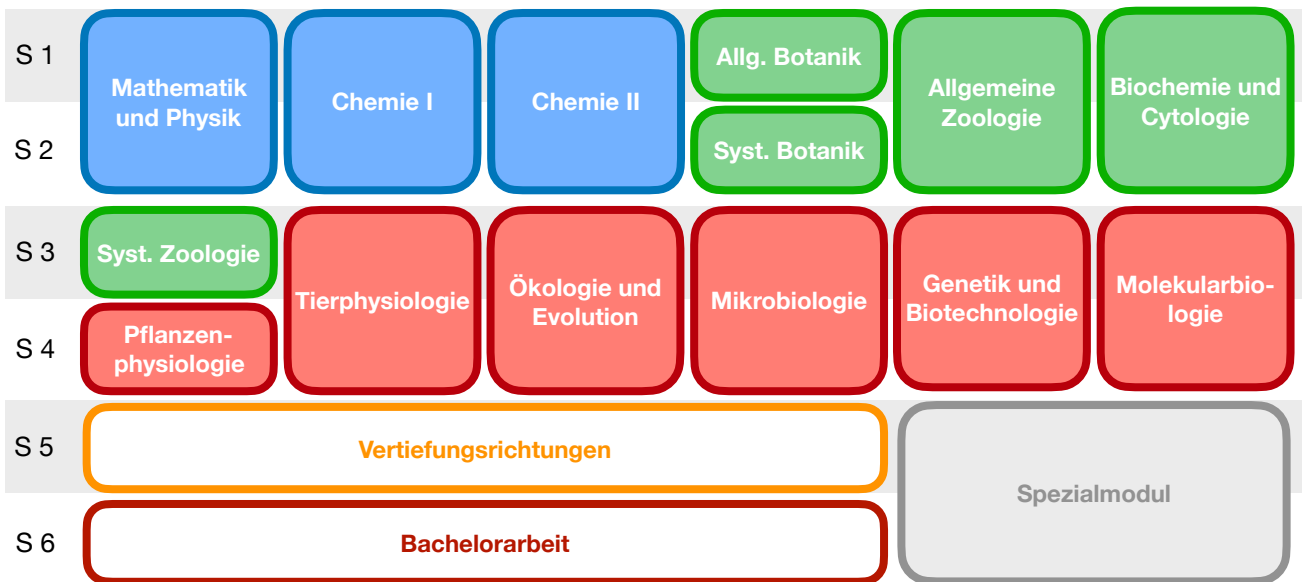 S 1
Mathematik
und Physik
Chemie I
Chemie II
Allg. Botanik
Allgemeine
Zoologie
Biochemie und
Cytologie
S 2
Syst. Botanik
S 3
Syst. Zoologie
Tierphysiologie
Ökologie und
Evolution
Mikrobiologie
Genetik und
Biotechnologie
Molekularbio-
logie
S 4
Pflanzen-
physiologie
S 5
Vertiefungsrichtungen
Spezialmodul
S 6
Bachelorarbeit